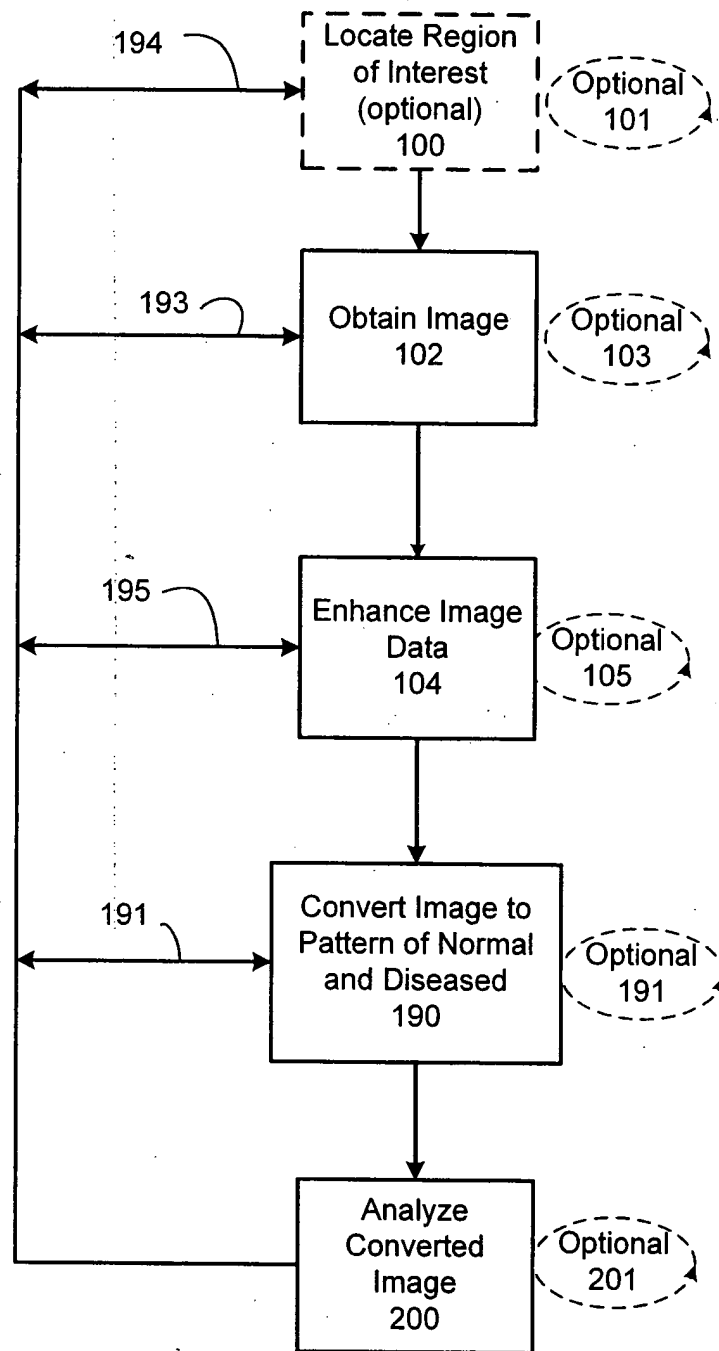 194
Locate Region
of Interest
(optional)
100
Optional
101
193
Obtain Image
102
Optional
103
195
Enhance Image
Data
104
Optional
105
191
Convert Image to
Pattern of Normal
and Diseased
190
Optional
191
Analyze
Converted
Image
200
Optional
201